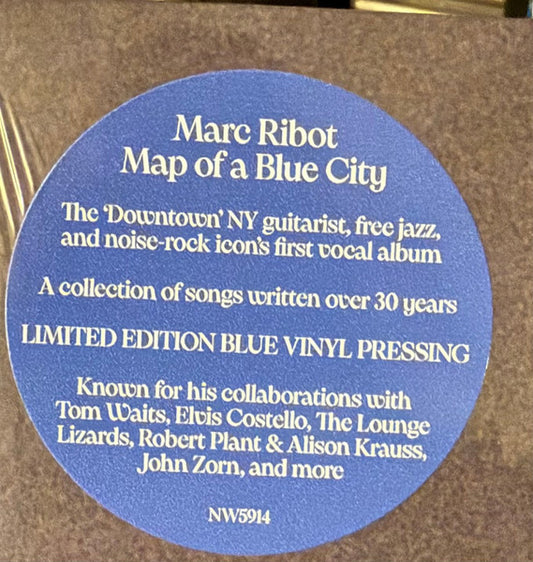 Marc Ribot
Map of a Blue City
The ‘Downtown’ NY guitarist, free jazz,
and noise-rock icon’s first vocal album
A collection of songs written over 30 years
LIMITED EDITION BLUE VINYL PRESSING
Known for his collaborations with
Tom Waits, Elvis Costello, The Lounge
Lizards, Robert Plant & Alison Krauss,
John Zorn, and more
NW5914